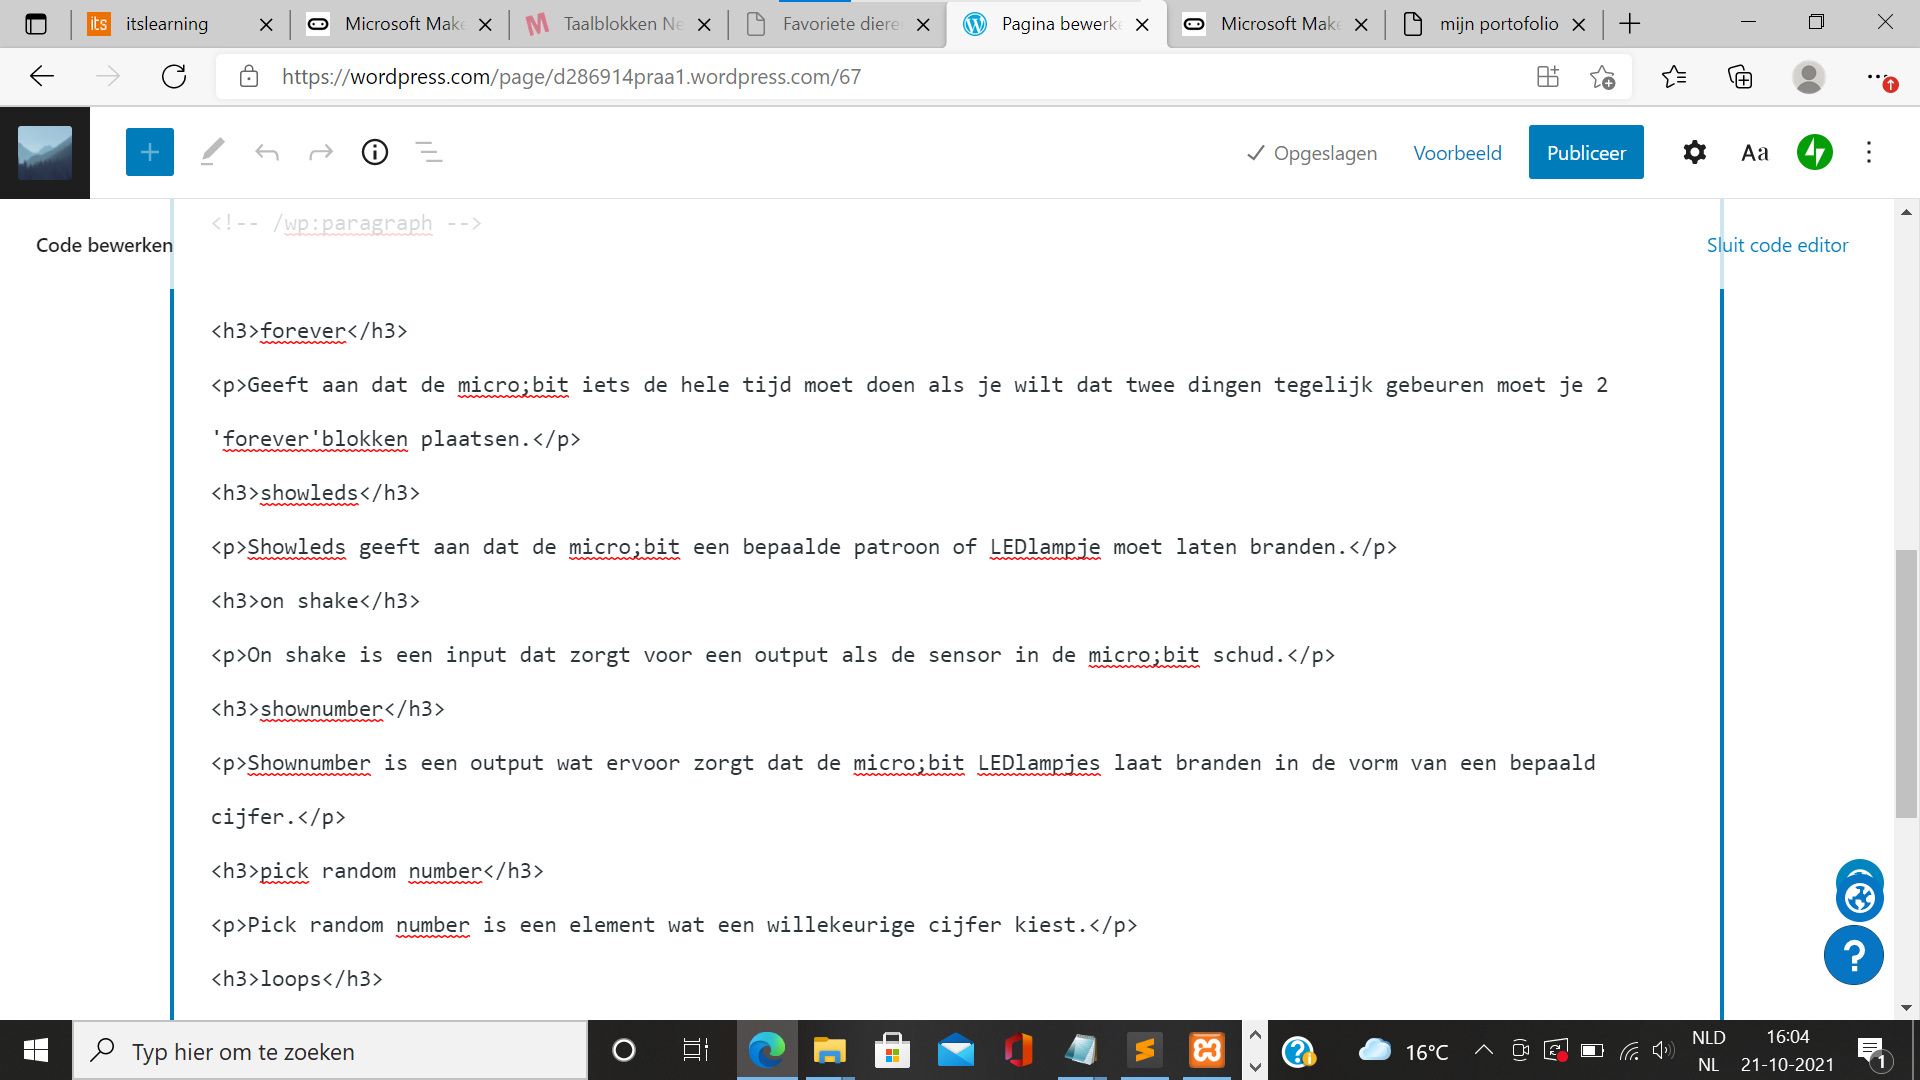 itslearning
Microsoft Make
Taalblokken Ne
Favoriete diere
Pagina bewerke
Microsoft Make
mijn portofolio
https://wordpress.com/page/d286914praa1.wordpress.com/67
Opgeslagen
Voorbeeld
Publiceer
Aa
<!-- /wp:paragraph -->
Code bewerken
Sluit code editor
<h3>forever</h3>
<p>Geeft aan dat de micro;bit iets de hele tijd moet doen als je wilt dat twee dingen tegelijk gebeuren moet je 2
'forever'blokken plaatsen.</p>
<h3>showleds</h3>
<p>Showleds geeft aan dat de micro;bit een bepaalde patroon of LEDlampje moet laten branden.</p>
<h3>on shake</h3>
<p>On shake is een input dat zorgt voor een output als de sensor in de micro;bit schud.</p>
<h3>shownumber</h3>
<p>Shownumber is een output wat ervoor zorgt dat de micro;bit LEDlampjes laat branden in de vorm van een bepaald
cijfer.</p>
<h3>pick random number</h3>
<p>Pick random number is een element wat een willekeurige cijfer kiest.</p>
<h3>loops</h3>
?
Typ hier om te zoeken
16°C
NLD
NL
16:04
21-10-2021
1